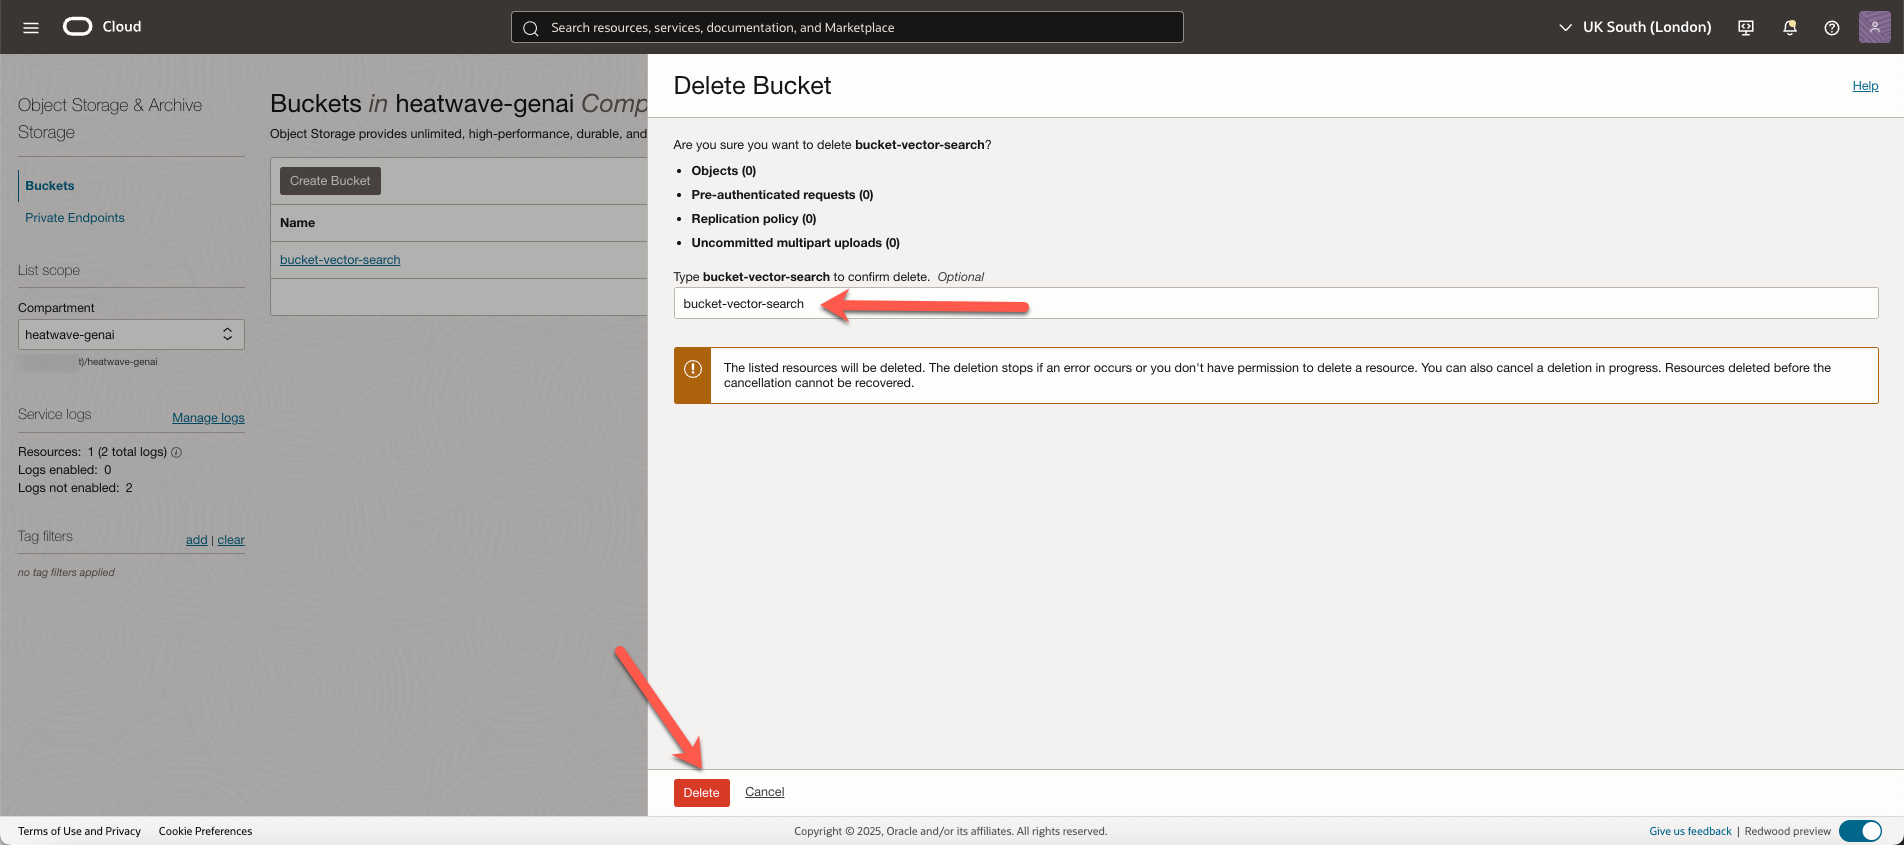 Cloud
Search resources, services, documentation, and Marketplace
UK South (London)
Object Storage & Archive
Storage
Buckets
Private Endpoints
List scope
Compartment
heatwave-genai
t)/heatwave-genai
Service logs
Manage logs
Resources: 1 (2 total logs)
Logs enabled: 0
Logs not enabled: 2
Tag filters
add | clear
no tag filters applied
Buckets in heatwave-genai Comp
Object Storage provides unlimited, high-performance, durable, and
Create Bucket
Name
bucket-vector-search
Delete Bucket
Help
Are you sure you want to delete bucket-vector-search?
• Objects (0)
• Pre-authenticated requests (0)
• Replication policy (0)
• Uncommitted multipart uploads (0)
Type bucket-vector-search to confirm delete. Optional
bucket-vector-search
The listed resources will be deleted. The deletion stops if an error occurs or you don't have permission to delete a resource. You can also cancel a deletion in progress. Resources deleted before the
cancellation cannot be recovered.
Delete
Cancel
Terms of Use and Privacy
Cookie Preferences
Copyright © 2025, Oracle and/or its affiliates. All rights reserved.
Give us feedback | Redwood preview